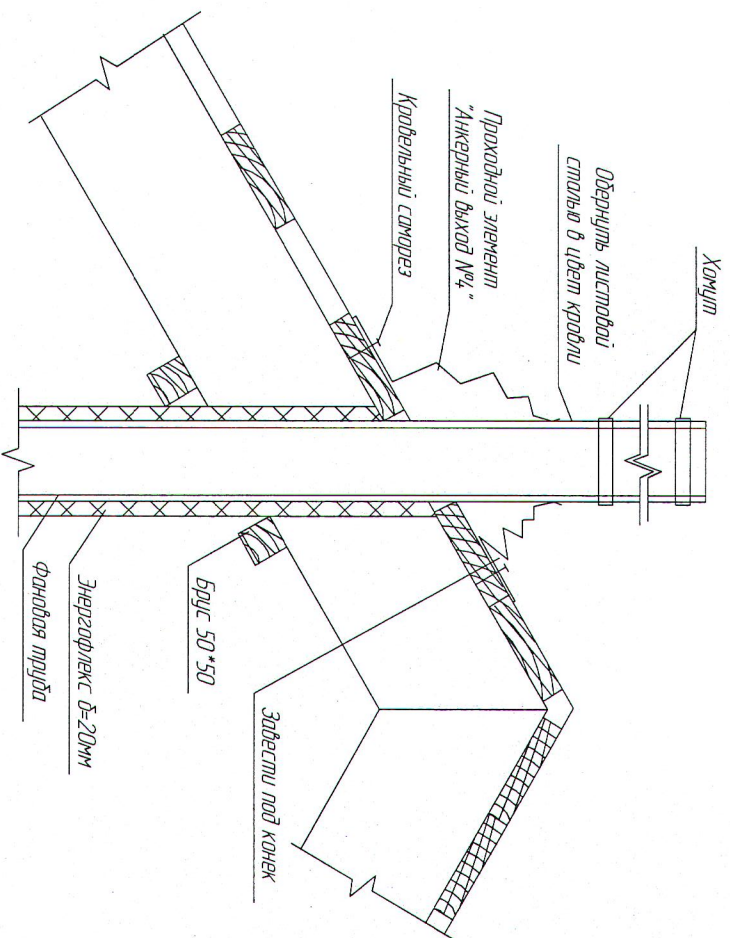 Хомут
Обернуть листовой
сталью в цвет кровли
Проходной элемент
"Анкерный выход №4"
Кровельный саморез
Завести под конек
Брус 50*50
Энергофлекс б=20мм
Фановая труба